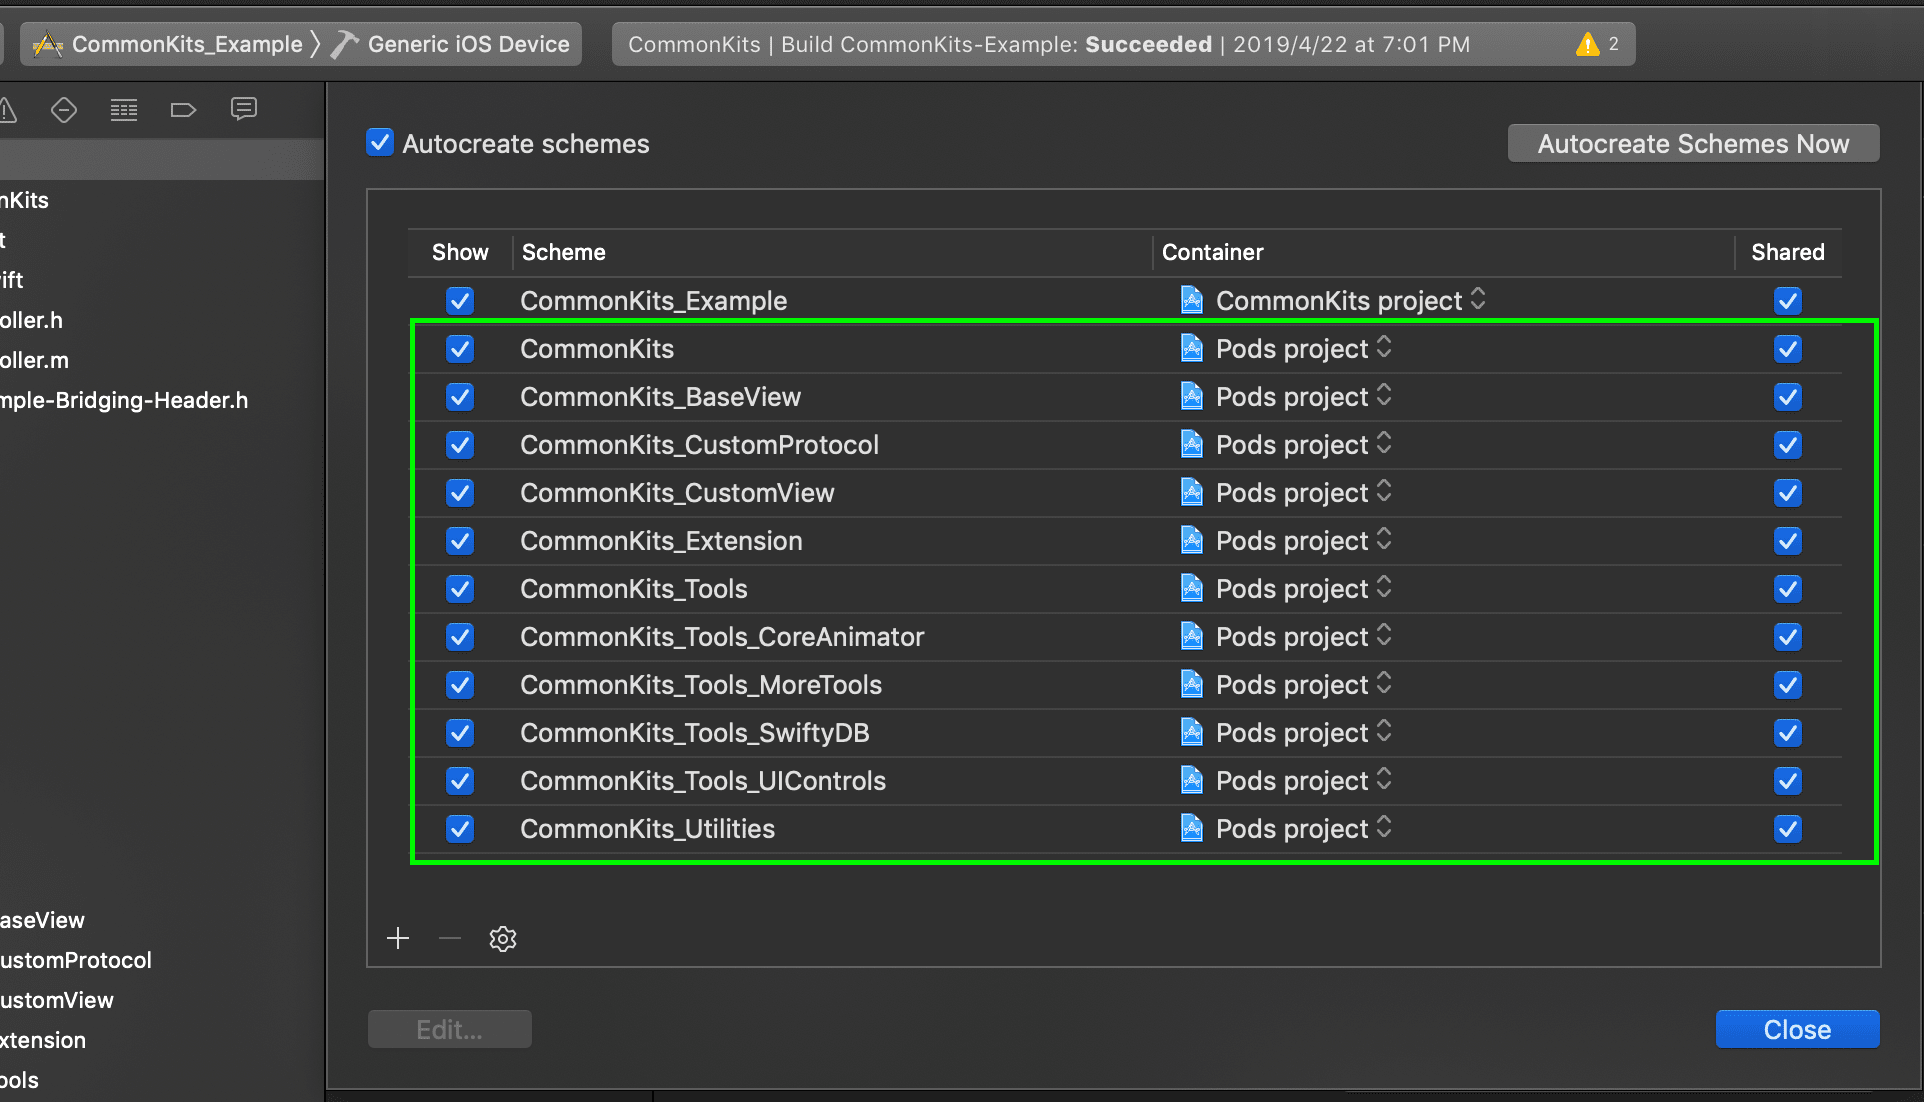 CommonKits_Example 〉 Generic iOS Device
CommonKits | Build CommonKits-Example: Succeeded | 2019/4/22 at 7:01 PM
2
nKits
t
ift
oller.h
oller.m
mple-Bridging-Header.h
aseView
ustomProtocol
ustomView
xtension
ools
Autocreate schemes
Autocreate Schemes Now
Show Scheme Container Shared
CommonKits_Example CommonKits project
CommonKits Pods project
CommonKits_BaseView Pods project
CommonKits_CustomProtocol Pods project
CommonKits_CustomView Pods project
CommonKits_Extension Pods project
CommonKits_Tools Pods project
CommonKits_Tools_CoreAnimator Pods project
CommonKits_Tools_MoreTools Pods project
CommonKits_Tools_SwiftyDB Pods project
CommonKits_Tools_UIControls Pods project
CommonKits_Utilities Pods project
Edit...
Close